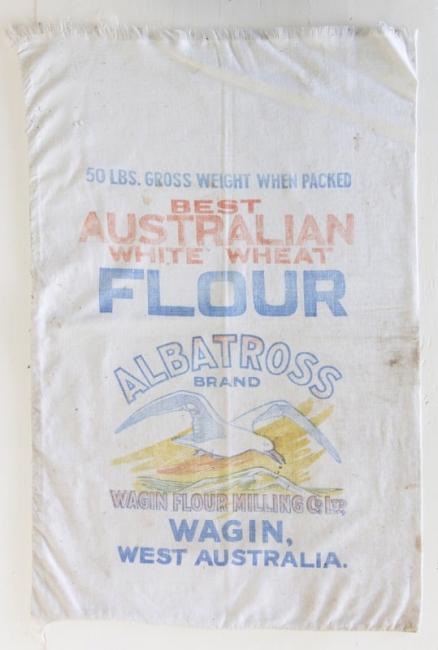 50 LBS. GROSS WEIGHT WHEN PACKED
BEST
AUSTRALIAN
WHITE WHEAT
FLOUR
ALBATROSS
BRAND
WAGIN FLOUR MILLING CO LTD
WAGIN,
WEST AUSTRALIA.